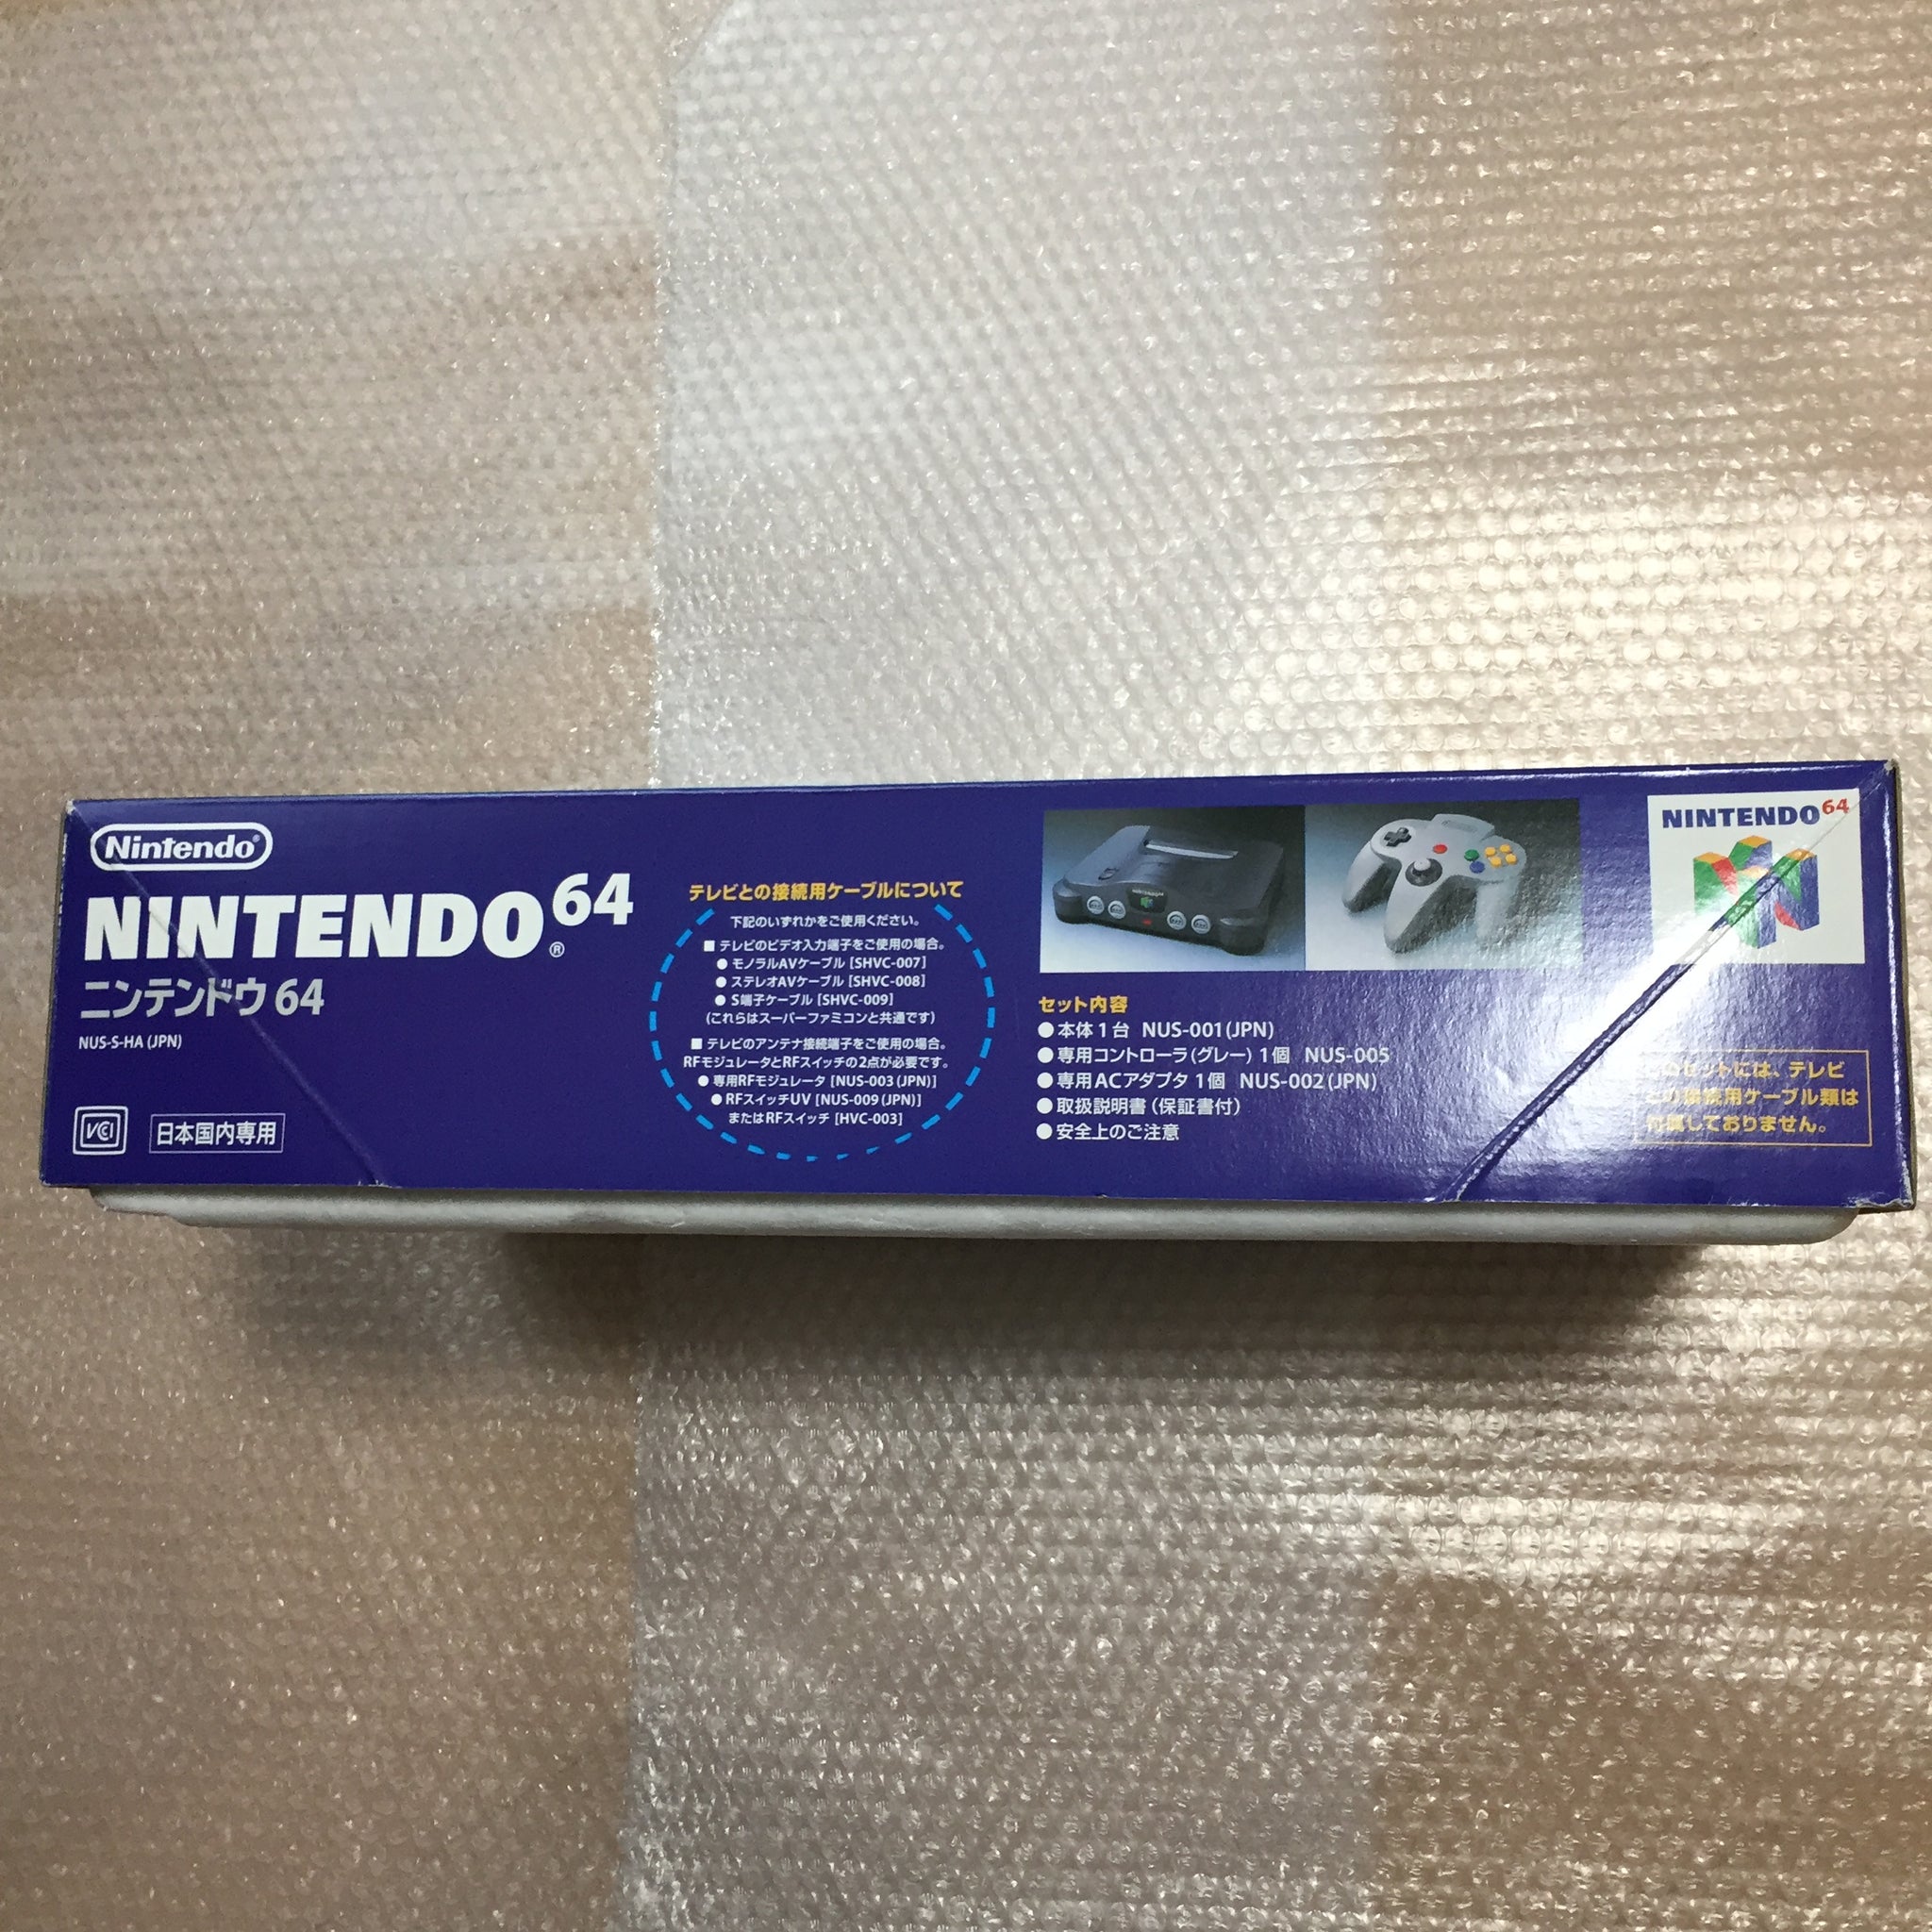 Nintendo®
NINTENDO64®
ニンテンドウ64
NUS-S-HA (JPN)
VCCI
日本国内専用
テレビとの接続用ケーブルについて
下記のいずれかをご使用ください。
■ テレビのビデオ入力端子をご使用の場合。
● モノラルAVケーブル [SHVC-007]
● ステレオAVケーブル [SHVC-008]
● S端子ケーブル [SHVC-009]
(これらはスーパーファミコンと共通です)
■ テレビのアンテナ接続端子をご使用の場合。
RFモジュレータとRFスイッチの2点が必要です。
● 専用RFモジュレータ [NUS-003 (JPN)]
● RFスイッチUV [NUS-009 (JPN)]
またはRFスイッチ [HVC-003]
セット内容
● 本体1台 NUS-001(JPN)
● 専用コントローラ(グレー) 1個 NUS-005
● 専用ACアダプタ 1個 NUS-002(JPN)
● 取扱説明書(保証書付)
● 安全上のご注意
NINTENDO64
このセットには、テレビ
との接続用ケーブル類は
付属しておりません。